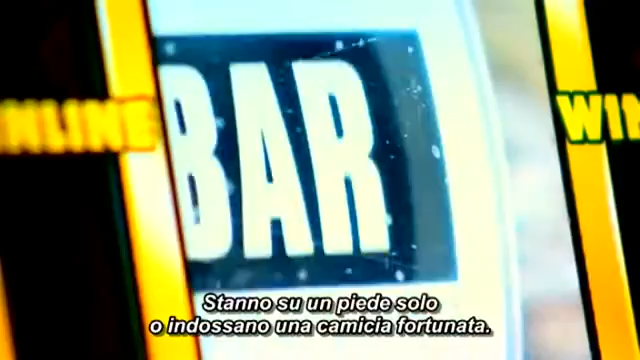 BAR
Stanno su un piede solo
o indossano una camicia fortunata.